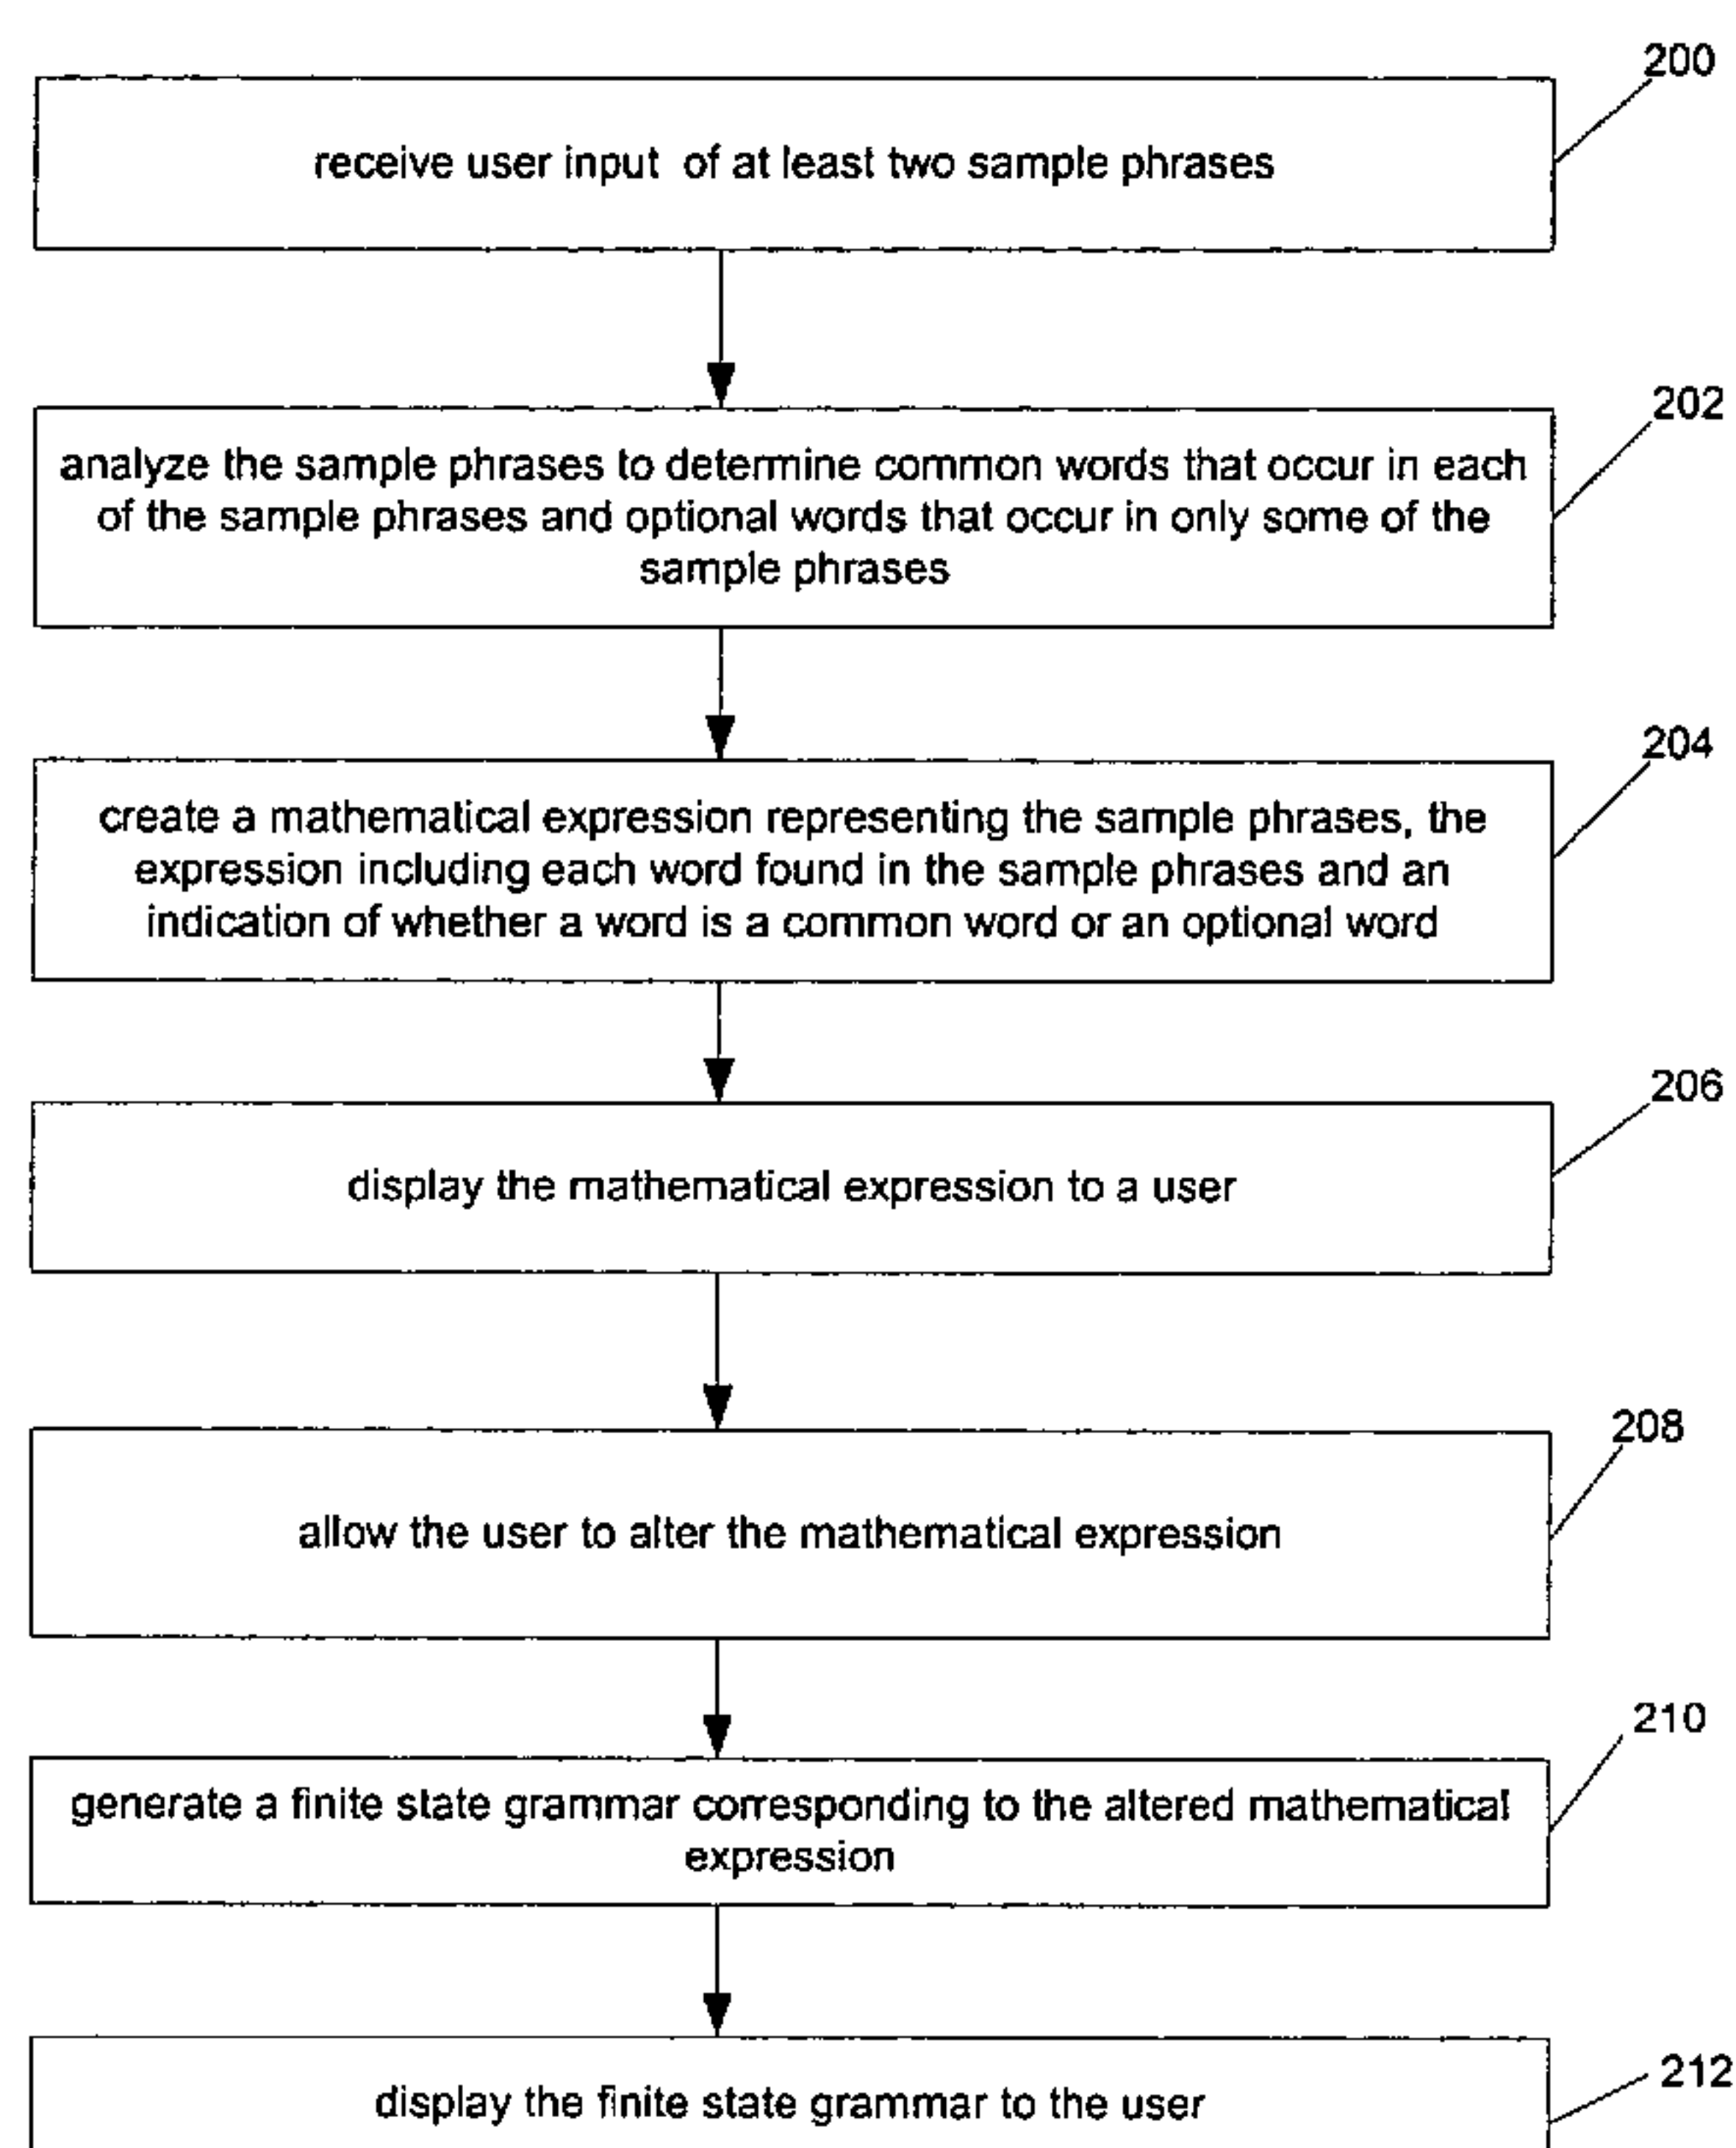 200
receive user input of at least two sample phrases
202
analyze the sample phrases to determine common words that occur in each
of the sample phrases and optional words that occur in only some of the
sample phrases
204
create a mathematical expression representing the sample phrases, the
expression including each word found in the sample phrases and an
indication of whether a word is a common word or an optional word
206
display the mathematical expression to a user
208
allow the user to alter the mathematical expression
210
generate a finite state grammar corresponding to the altered mathematical
expression
212
display the finite state grammar to the user